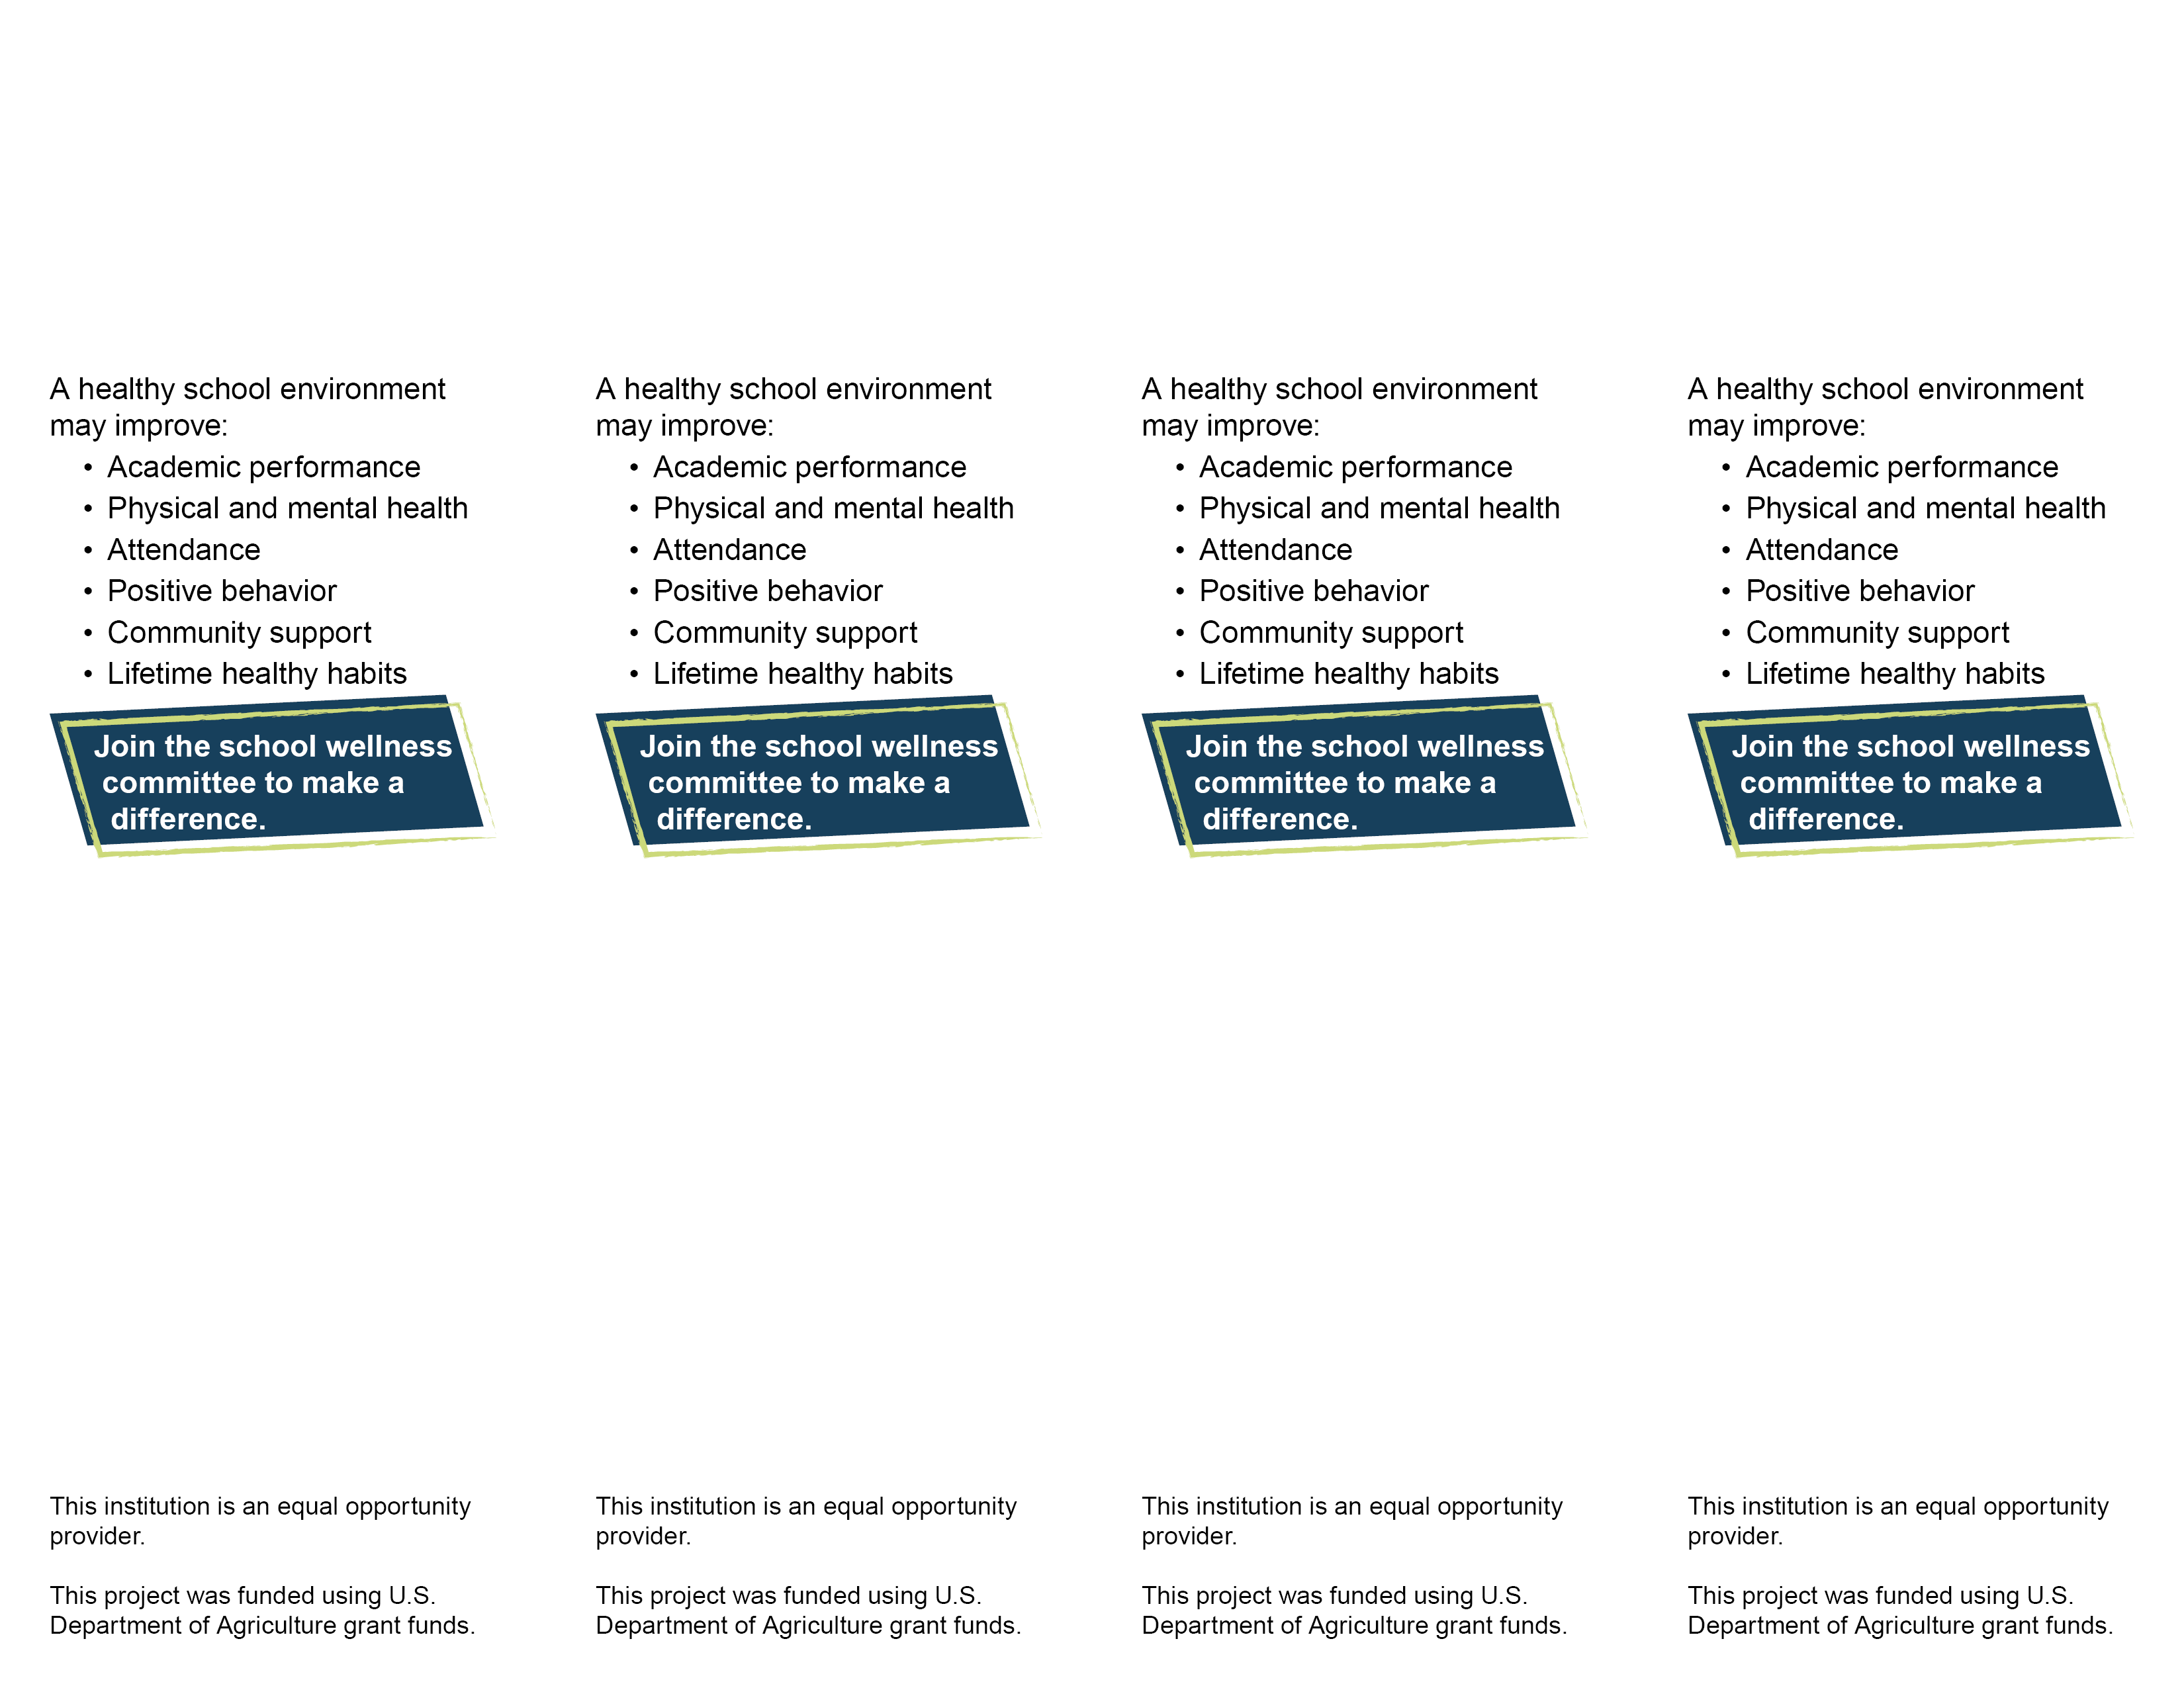 A healthy school environment
may improve:
• Academic performance
• Physical and mental health
• Attendance
• Positive behavior
• Community support
• Lifetime healthy habits
Join the school wellness
committee to make a
difference.
This institution is an equal opportunity
provider.
This project was funded using U.S.
Department of Agriculture grant funds.
A healthy school environment
may improve:
• Academic performance
• Physical and mental health
• Attendance
• Positive behavior
• Community support
• Lifetime healthy habits
Join the school wellness
committee to make a
difference.
This institution is an equal opportunity
provider.
This project was funded using U.S.
Department of Agriculture grant funds.
A healthy school environment
may improve:
• Academic performance
• Physical and mental health
• Attendance
• Positive behavior
• Community support
• Lifetime healthy habits
Join the school wellness
committee to make a
difference.
This institution is an equal opportunity
provider.
This project was funded using U.S.
Department of Agriculture grant funds.
A healthy school environment
may improve:
• Academic performance
• Physical and mental health
• Attendance
• Positive behavior
• Community support
• Lifetime healthy habits
Join the school wellness
committee to make a
difference.
This institution is an equal opportunity
provider.
This project was funded using U.S.
Department of Agriculture grant funds.